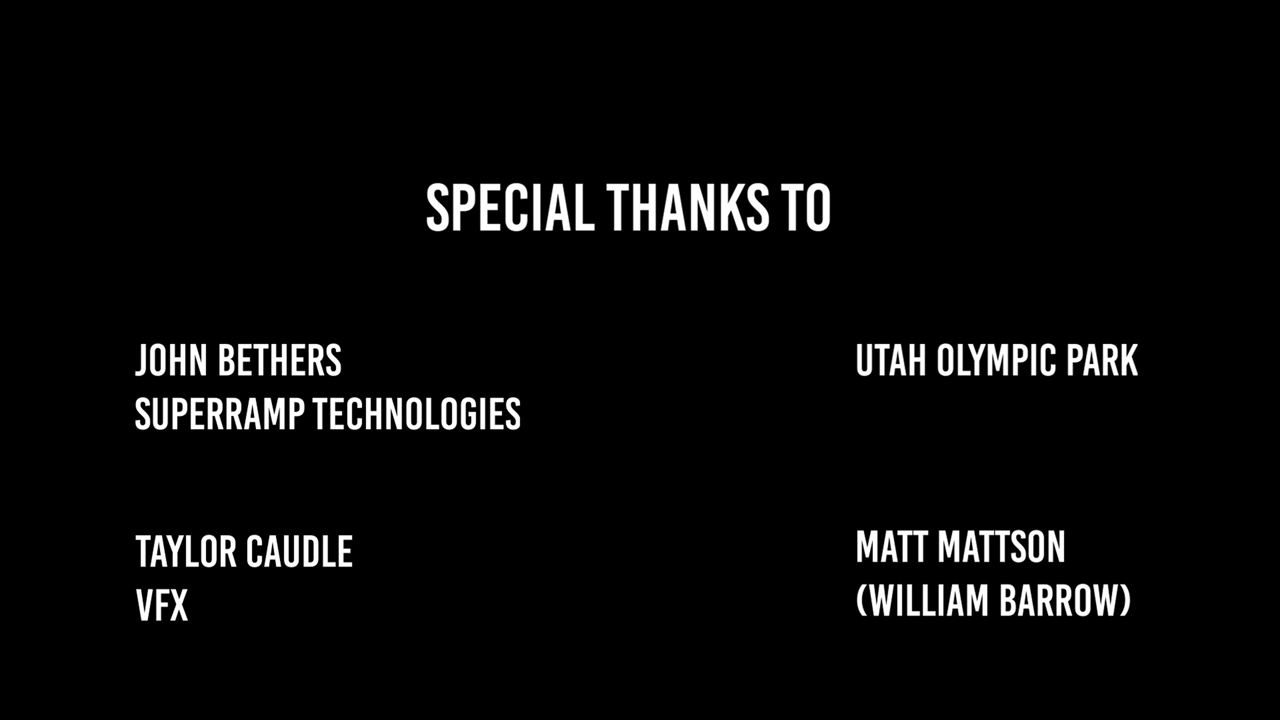 SPECIAL THANKS TO
JOHN BETHERS
SUPERRAMP TECHNOLOGIES
UTAH OLYMPIC PARK
TAYLOR CAUDLE
VFX
MATT MATTSON
(WILLIAM BARROW)